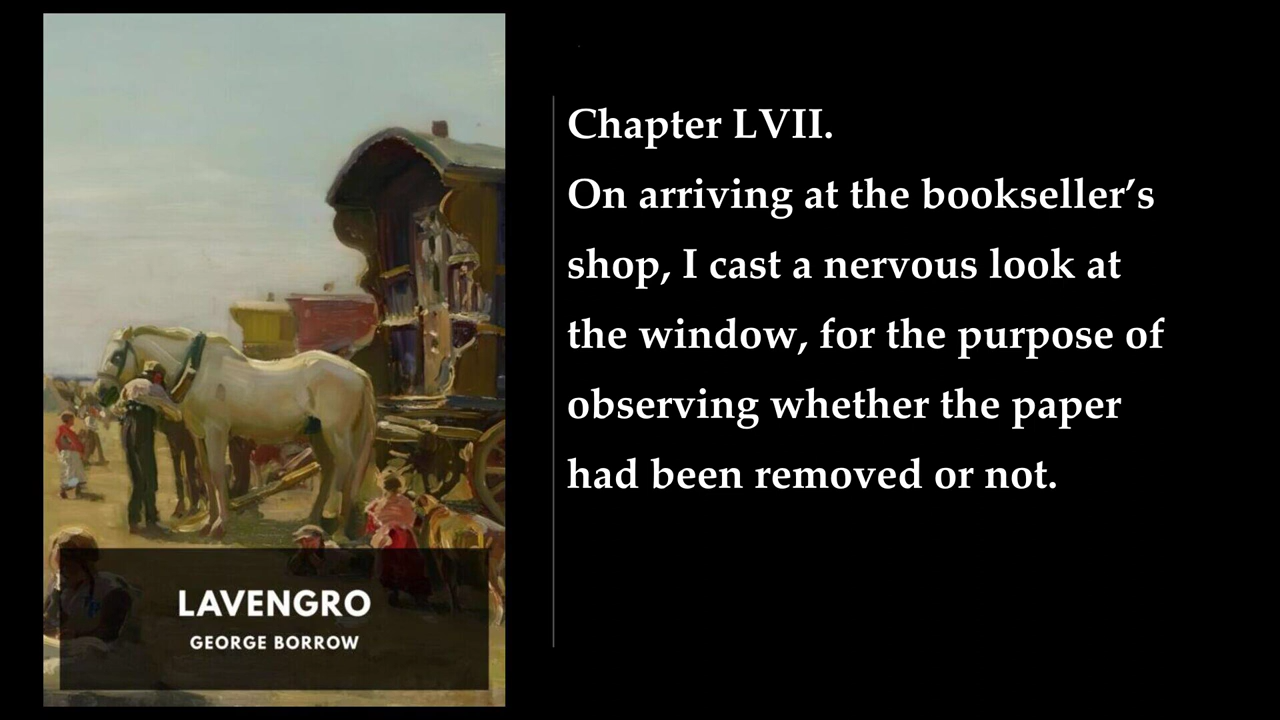 LAVENGRO
GEORGE BORROW
Chapter LVII.
On arriving at the bookseller’s
shop, I cast a nervous look at
the window, for the purpose of
observing whether the paper
had been removed or not.